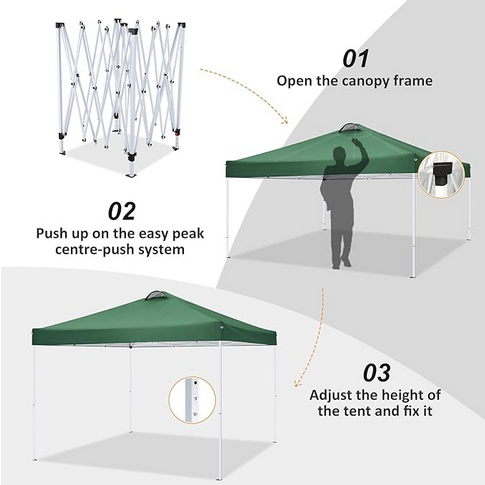 01
Open the canopy frame
02
Push up on the easy peak
centre-push system
03
Adjust the height of
the tent and fix it